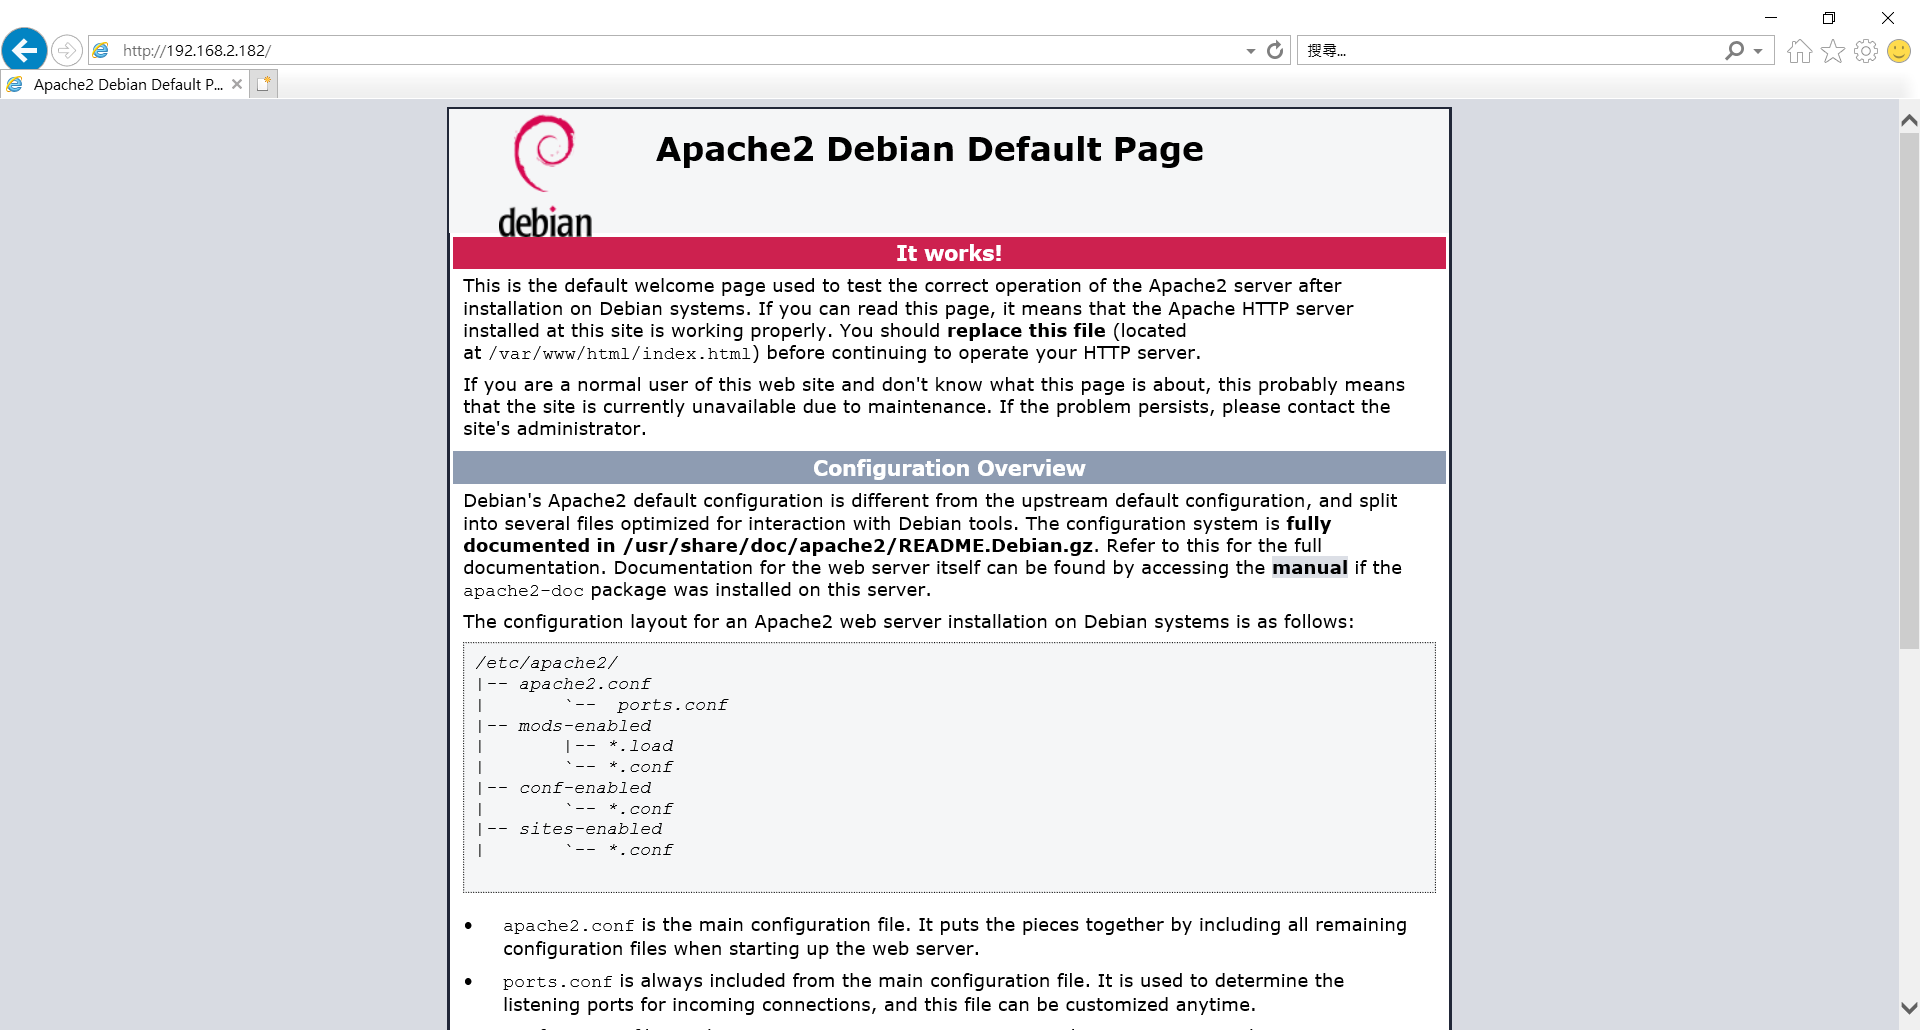 http://192.168.2.182/
搜尋...
Apache2 Debian Default P...
debian
Apache2 Debian Default Page
It works!
This is the default welcome page used to test the correct operation of the Apache2 server after
installation on Debian systems. If you can read this page, it means that the Apache HTTP server
installed at this site is working properly. You should replace this file (located
at /var/www/html/index.html) before continuing to operate your HTTP server.
If you are a normal user of this web site and don't know what this page is about, this probably means
that the site is currently unavailable due to maintenance. If the problem persists, please contact the
site's administrator.
Configuration Overview
Debian's Apache2 default configuration is different from the upstream default configuration, and split
into several files optimized for interaction with Debian tools. The configuration system is fully
documented in /usr/share/doc/apache2/README.Debian.gz. Refer to this for the full
documentation. Documentation for the web server itself can be found by accessing the manual if the
apache2-doc package was installed on this server.
The configuration layout for an Apache2 web server installation on Debian systems is as follows:
/etc/apache2/
|-- apache2.conf
|       `--  ports.conf
|-- mods-enabled
|       |-- *.load
|       `-- *.conf
|-- conf-enabled
|       `-- *.conf
|-- sites-enabled
|       `-- *.conf
• apache2.conf is the main configuration file. It puts the pieces together by including all remaining
configuration files when starting up the web server.
• ports.conf is always included from the main configuration file. It is used to determine the
listening ports for incoming connections, and this file can be customized anytime.